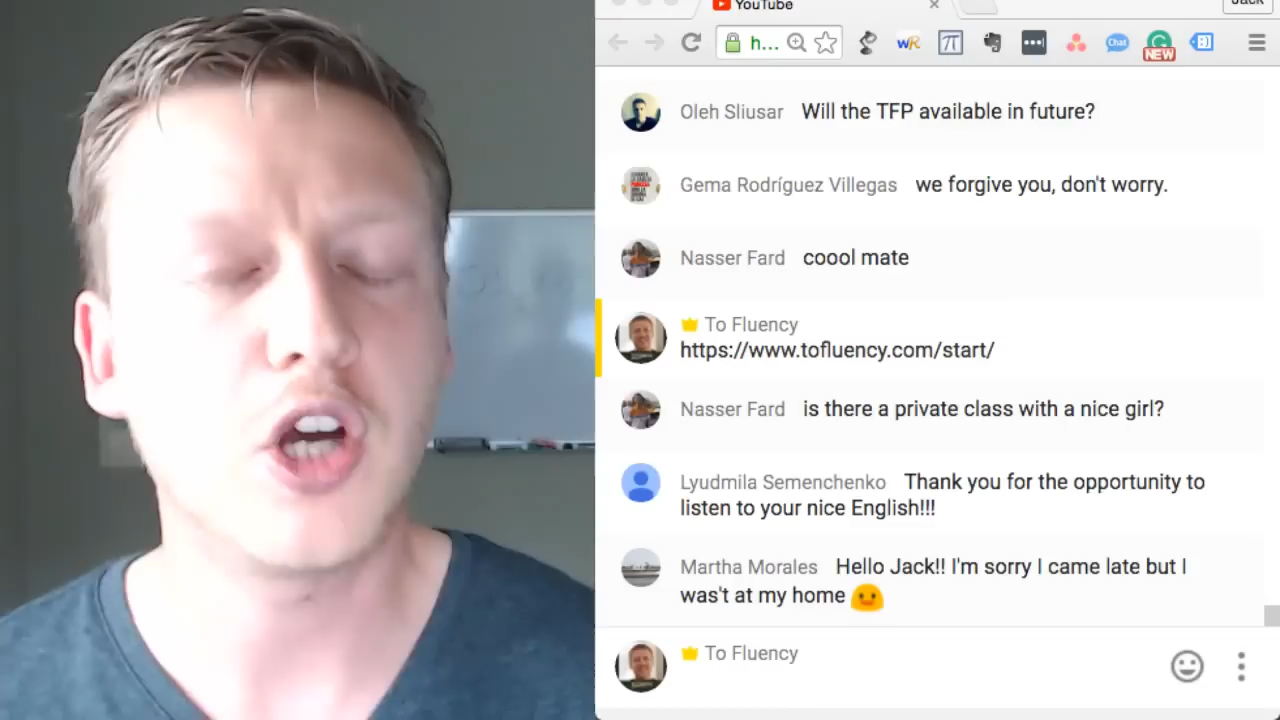 YouTube
Jack
h...
WR
π
Chat
NEW
Oleh Sliusar Will the TFP available in future?
Gema Rodríguez Villegas we forgive you, don't worry.
Nasser Fard coool mate
To Fluency
https://www.tofluency.com/start/
Nasser Fard is there a private class with a nice girl?
Lyudmila Semenchenko Thank you for the opportunity to
listen to your nice English!!!
Martha Morales Hello Jack!! I'm sorry I came late but I
was't at my home
To Fluency